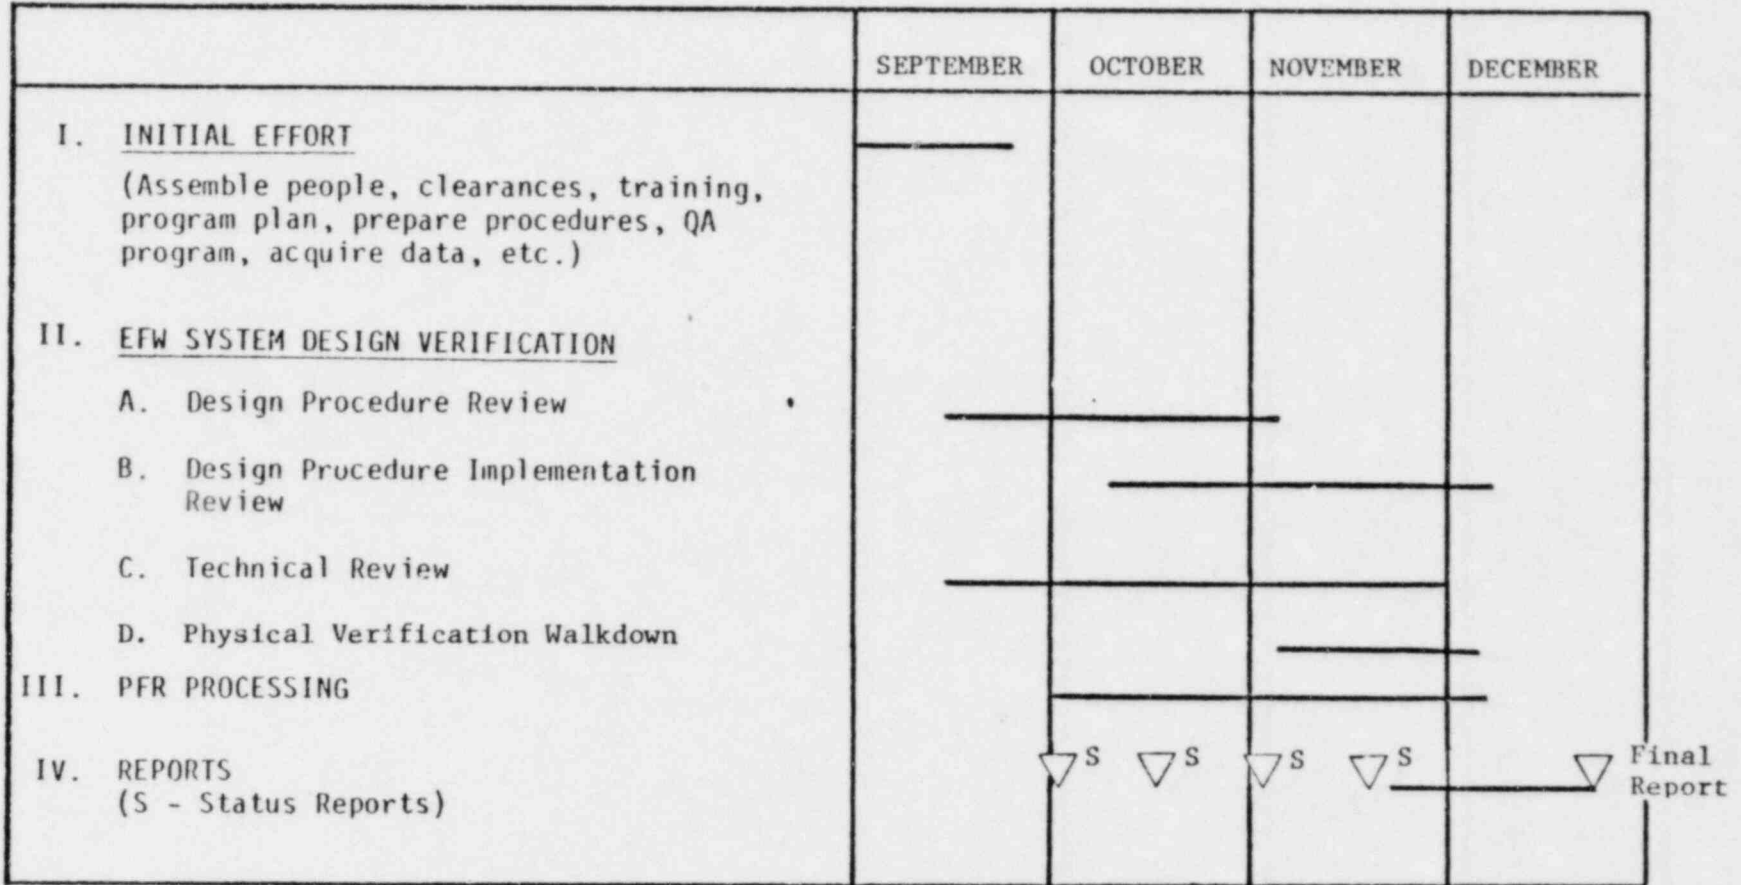 SEPTEMBER OCTOBER NOVEMBER DECEMBER
I. INITIAL EFFORT
(Assemble people, clearances, training,
program plan, prepare procedures, QA
program, acquire data, etc.)
II. EFW SYSTEM DESIGN VERIFICATION
A. Design Procedure Review
B. Design Procedure Implementation
Review
C. Technical Review
D. Physical Verification Walkdown
III. PFR PROCESSING
IV. REPORTS
(S - Status Reports)
S S S S
Final
Report